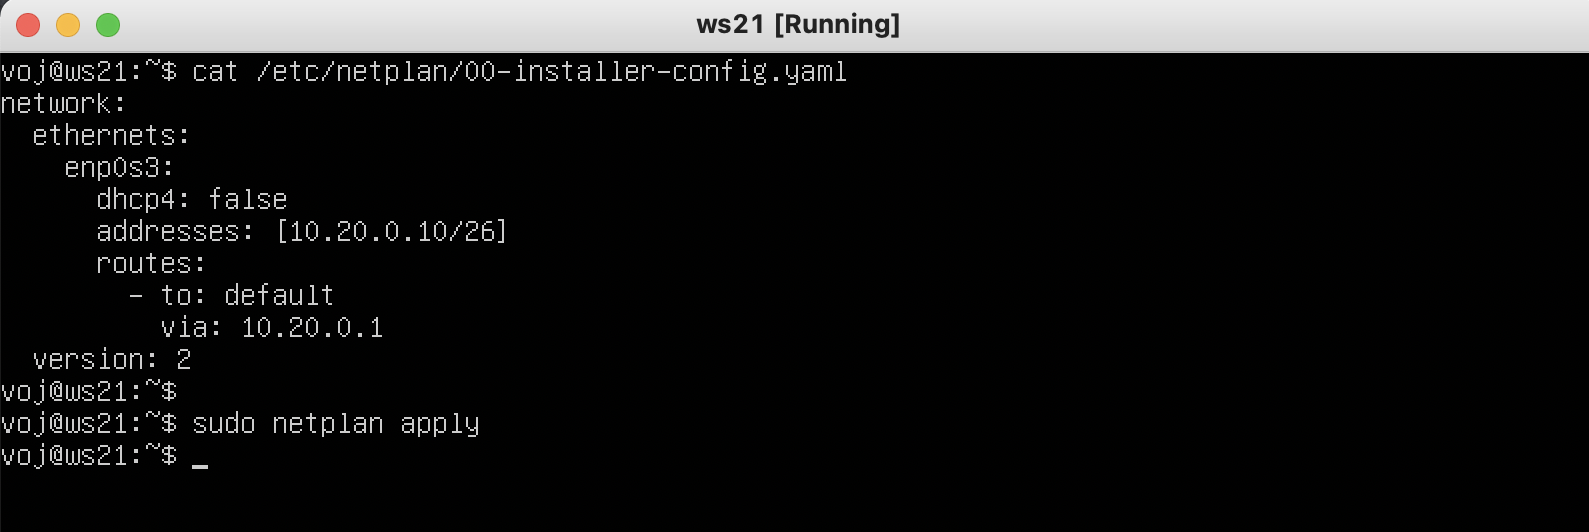 ws21 [Running]
voj@ws21:~$ cat /etc/netplan/00-installer-config.yaml
network:
  ethernets:
    enp0s3:
      dhcp4: false
      addresses: [10.20.0.10/26]
      routes:
        - to: default
          via: 10.20.0.1
  version: 2
voj@ws21:~$
voj@ws21:~$ sudo netplan apply
voj@ws21:~$ _